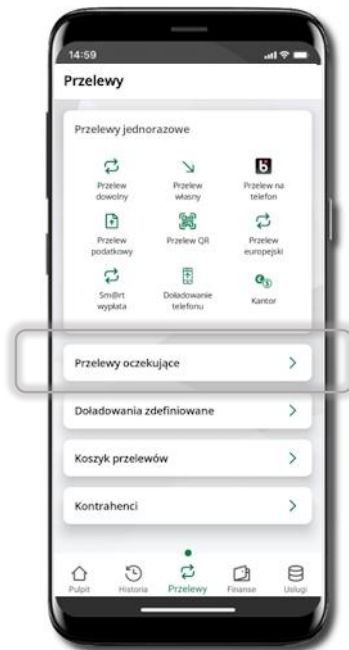 14:59
Przelewy
Przelewy jednorazowe
Przelew
dowolny
Przelew
własny
Przelew na
telefon
Przelew
podatkowy
Przelew QR
Przelew
europejski
Sm@rt
wypłata
Doładowanie
telefonu
Kantor
Przelewy oczekujące
Doładowania zdefiniowane
Koszyk przelewów
Kontrahenci
Pulpit
Historia
Przelewy
Finanse
Usługi